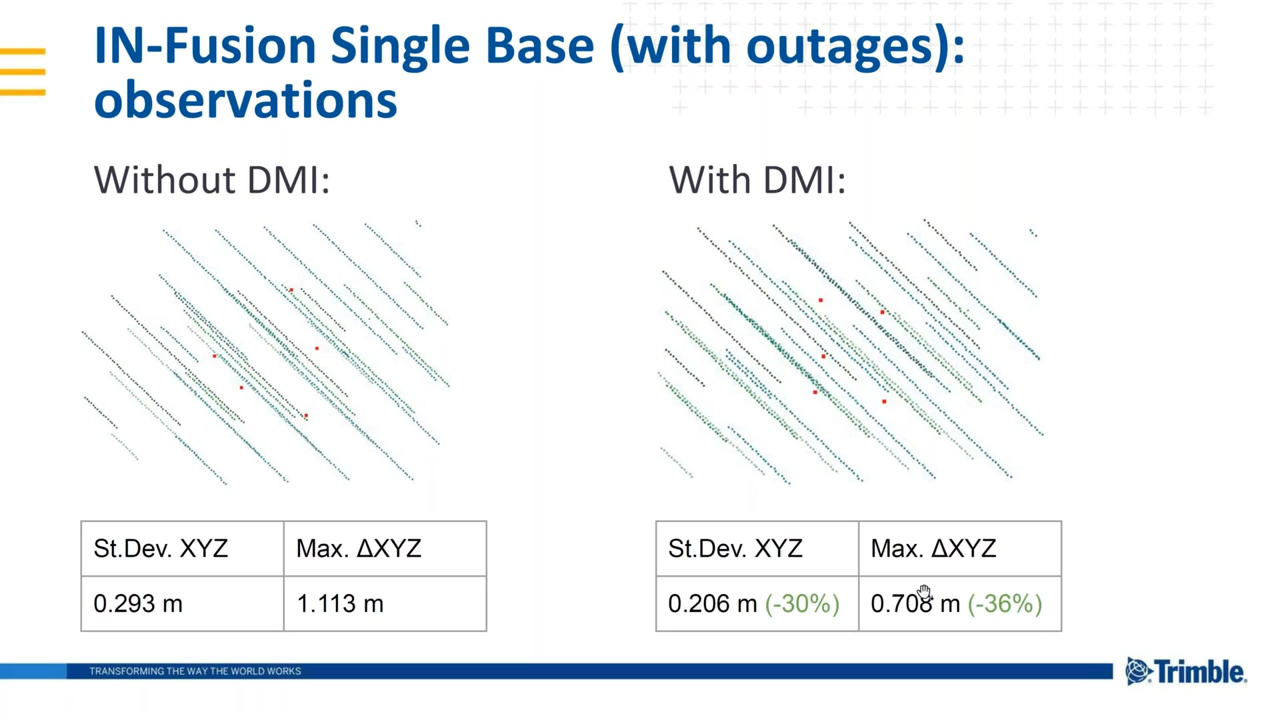 IN-Fusion Single Base (with outages):
observations
Without DMI:
With DMI:
St.Dev. XYZ
Max. ΔXYZ
0.293 m
1.113 m
St.Dev. XYZ
Max. ΔXYZ
0.206 m (-30%)
0.708 m (-36%)
TRANSFORMING THE WAY THE WORLD WORKS
Trimble.